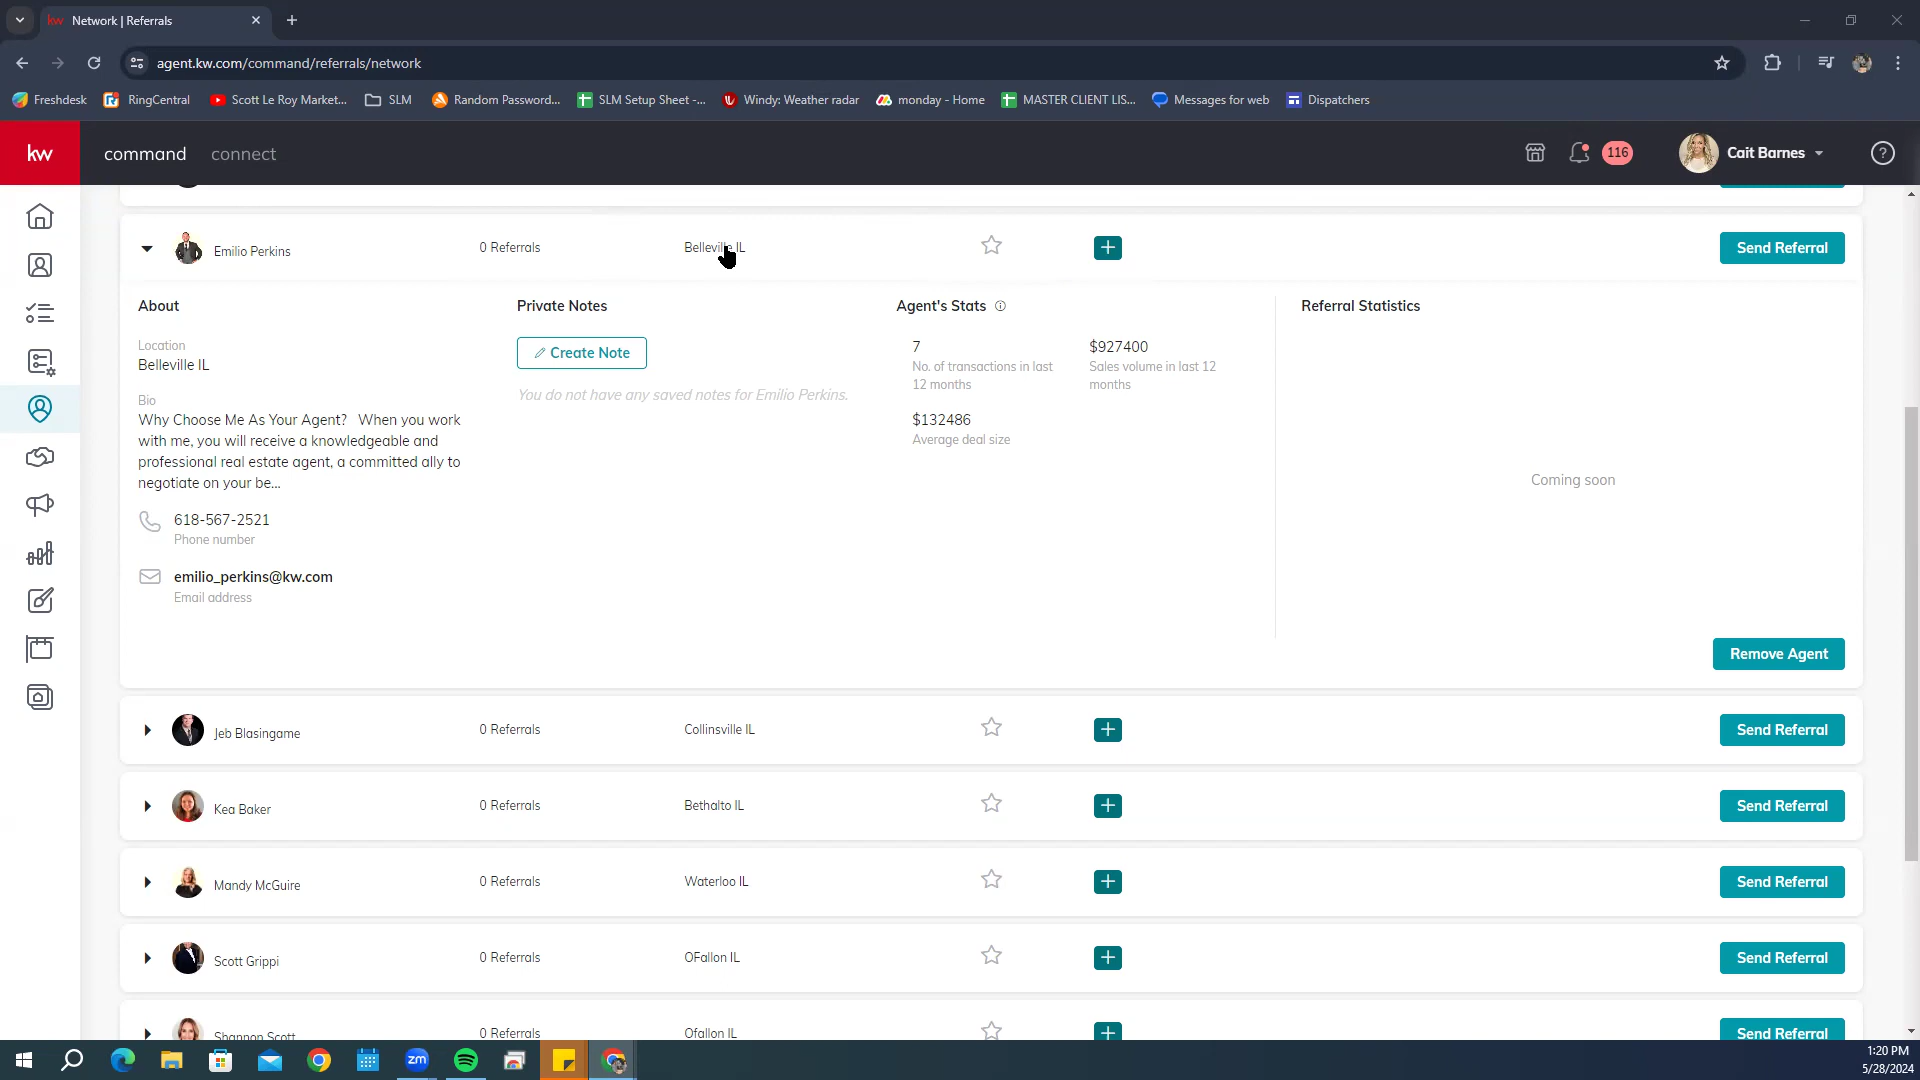 Network | Referrals
agent.kw.com/command/referrals/network
Freshdesk
RingCentral
Scott Le Roy Market...
SLM
Random Password...
SLM Setup Sheet -...
Windy: Weather radar
monday - Home
MASTER CLIENT LIS...
Messages for web
Dispatchers
kw
command
connect
116
Cait Barnes
Emilio Perkins
0 Referrals
Belleville IL
Send Referral
About
Location
Belleville IL
Bio
Why Choose Me As Your Agent?   When you work
with me, you will receive a knowledgeable and
professional real estate agent, a committed ally to
negotiate on your be...
618-567-2521
Phone number
emilio_perkins@kw.com
Email address
Private Notes
Create Note
You do not have any saved notes for Emilio Perkins.
Agent's Stats
7
No. of transactions in last
12 months
$927400
Sales volume in last 12
months
$132486
Average deal size
Referral Statistics
Coming soon
Remove Agent
Jeb Blasingame
0 Referrals
Collinsville IL
Send Referral
Kea Baker
0 Referrals
Bethalto IL
Send Referral
Mandy McGuire
0 Referrals
Waterloo IL
Send Referral
Scott Grippi
0 Referrals
OFallon IL
Send Referral
Shannon Scott
0 Referrals
Ofallon IL
Send Referral
zm
1:20 PM
5/28/2024